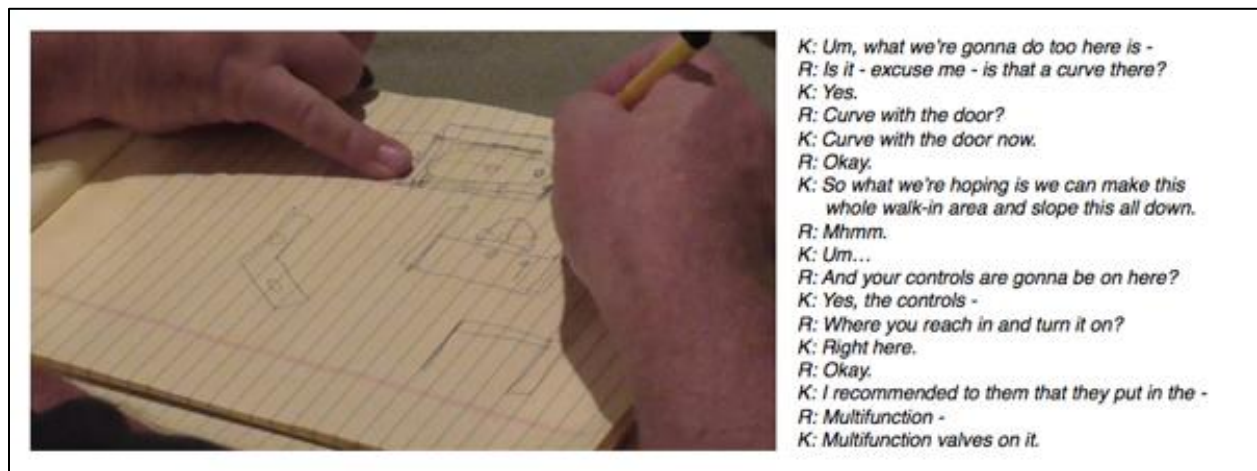 K: Um, what we're gonna do too here is -
R: Is it - excuse me - is that a curve there?
K: Yes.
R: Curve with the door?
K: Curve with the door now.
R: Okay.
K: So what we're hoping is we can make this
whole walk-in area and slope this all down.
R: Mhmm.
K: Um...
R: And your controls are gonna be on here?
K: Yes, the controls -
R: Where you reach in and turn it on?
K: Right here.
R: Okay.
K: I recommended to them that they put in the -
R: Multifunction -
K: Multifunction valves on it.